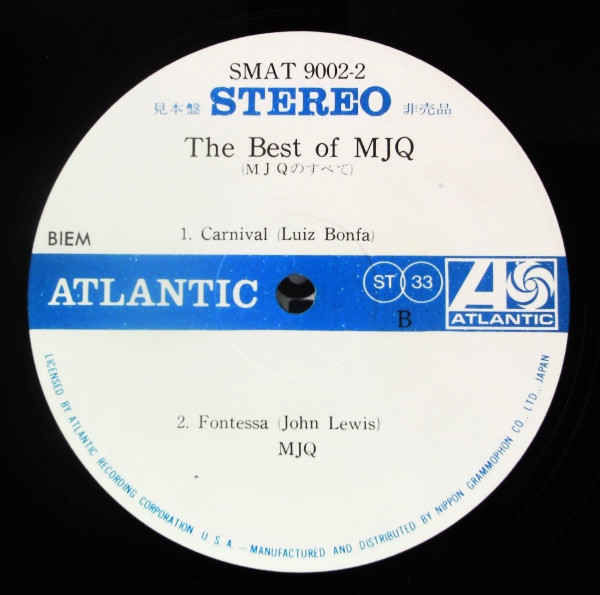 SMAT 9002-2
見本盤 STEREO 非売品
The Best of MJQ
(MJQのすべて)
BIEM
1. Carnival (Luiz Bonfa)
ATLANTIC
ST 33
B
ATLANTIC
2. Fontessa (John Lewis)
MJQ
LICENSED BY ATLANTIC RECORDING CORPORATION U. S. A. — MANUFACTURED AND DISTRIBUTED BY NIPPON GRAMMOPHON CO., LTD., JAPAN